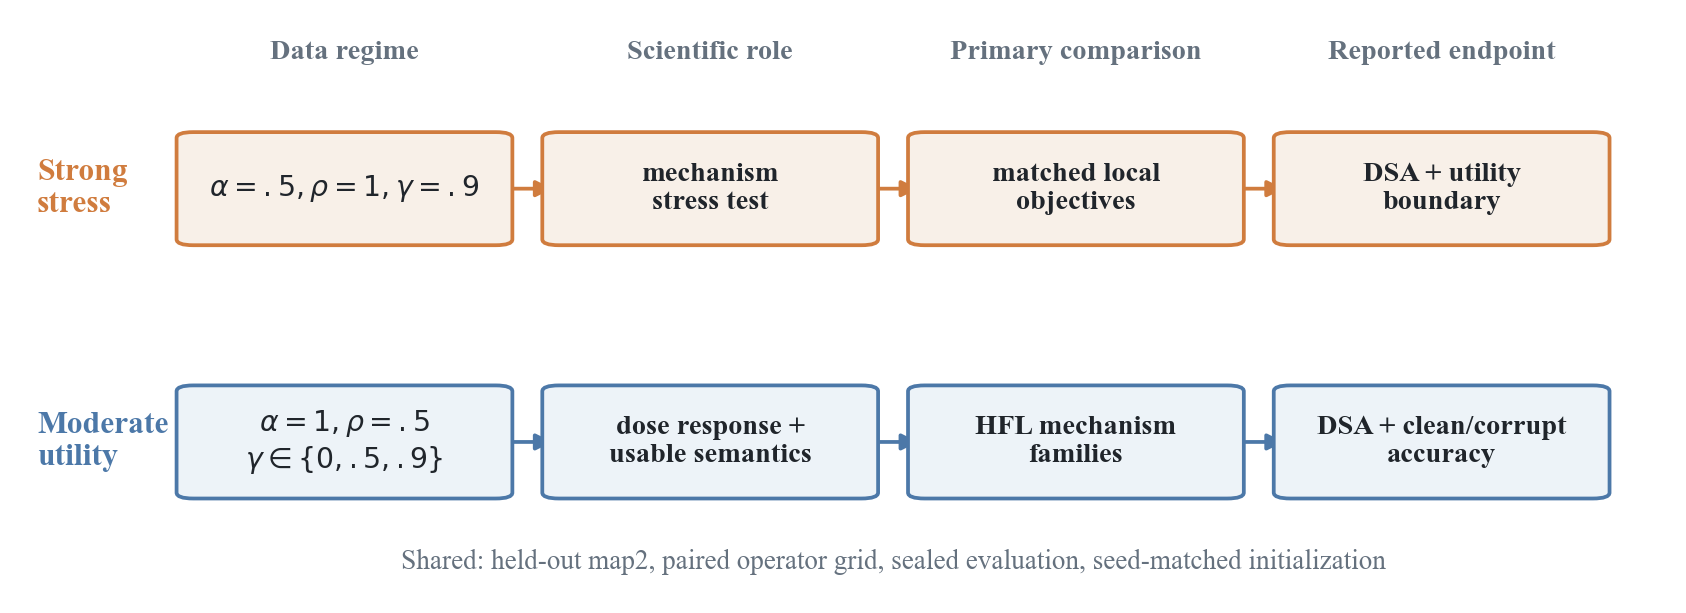 Data regime
Scientific role
Primary comparison
Reported endpoint
Strong
stress
α = .5, ρ = 1, γ = .9
mechanism
stress test
matched local
objectives
DSA + utility
boundary
Moderate
utility
α = 1, ρ = .5
γ ∈ {0, .5, .9}
dose response +
usable semantics
HFL mechanism
families
DSA + clean/corrupt
accuracy
Shared: held-out map2, paired operator grid, sealed evaluation, seed-matched initialization